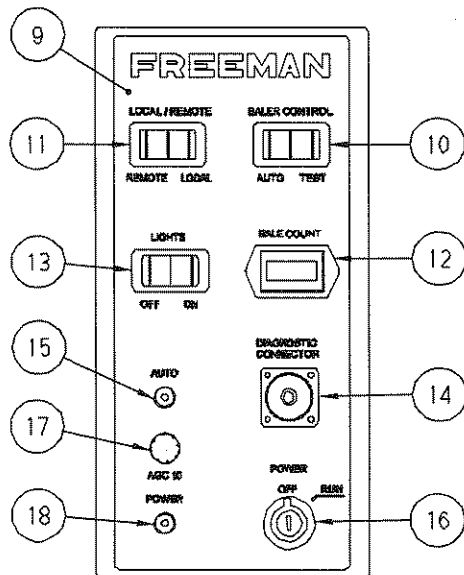 9
FREEMAN
LOCAL / REMOTE
BALER CONTROL
11
10
REMOTE LOCAL
AUTO TEST
LIGHTS
BALE COUNT
12
13
OFF ON
DIAGNOSTIC
CONNECTOR
15
AUTO
14
17
AGC 10
POWER
OFF RUN
18
POWER
16